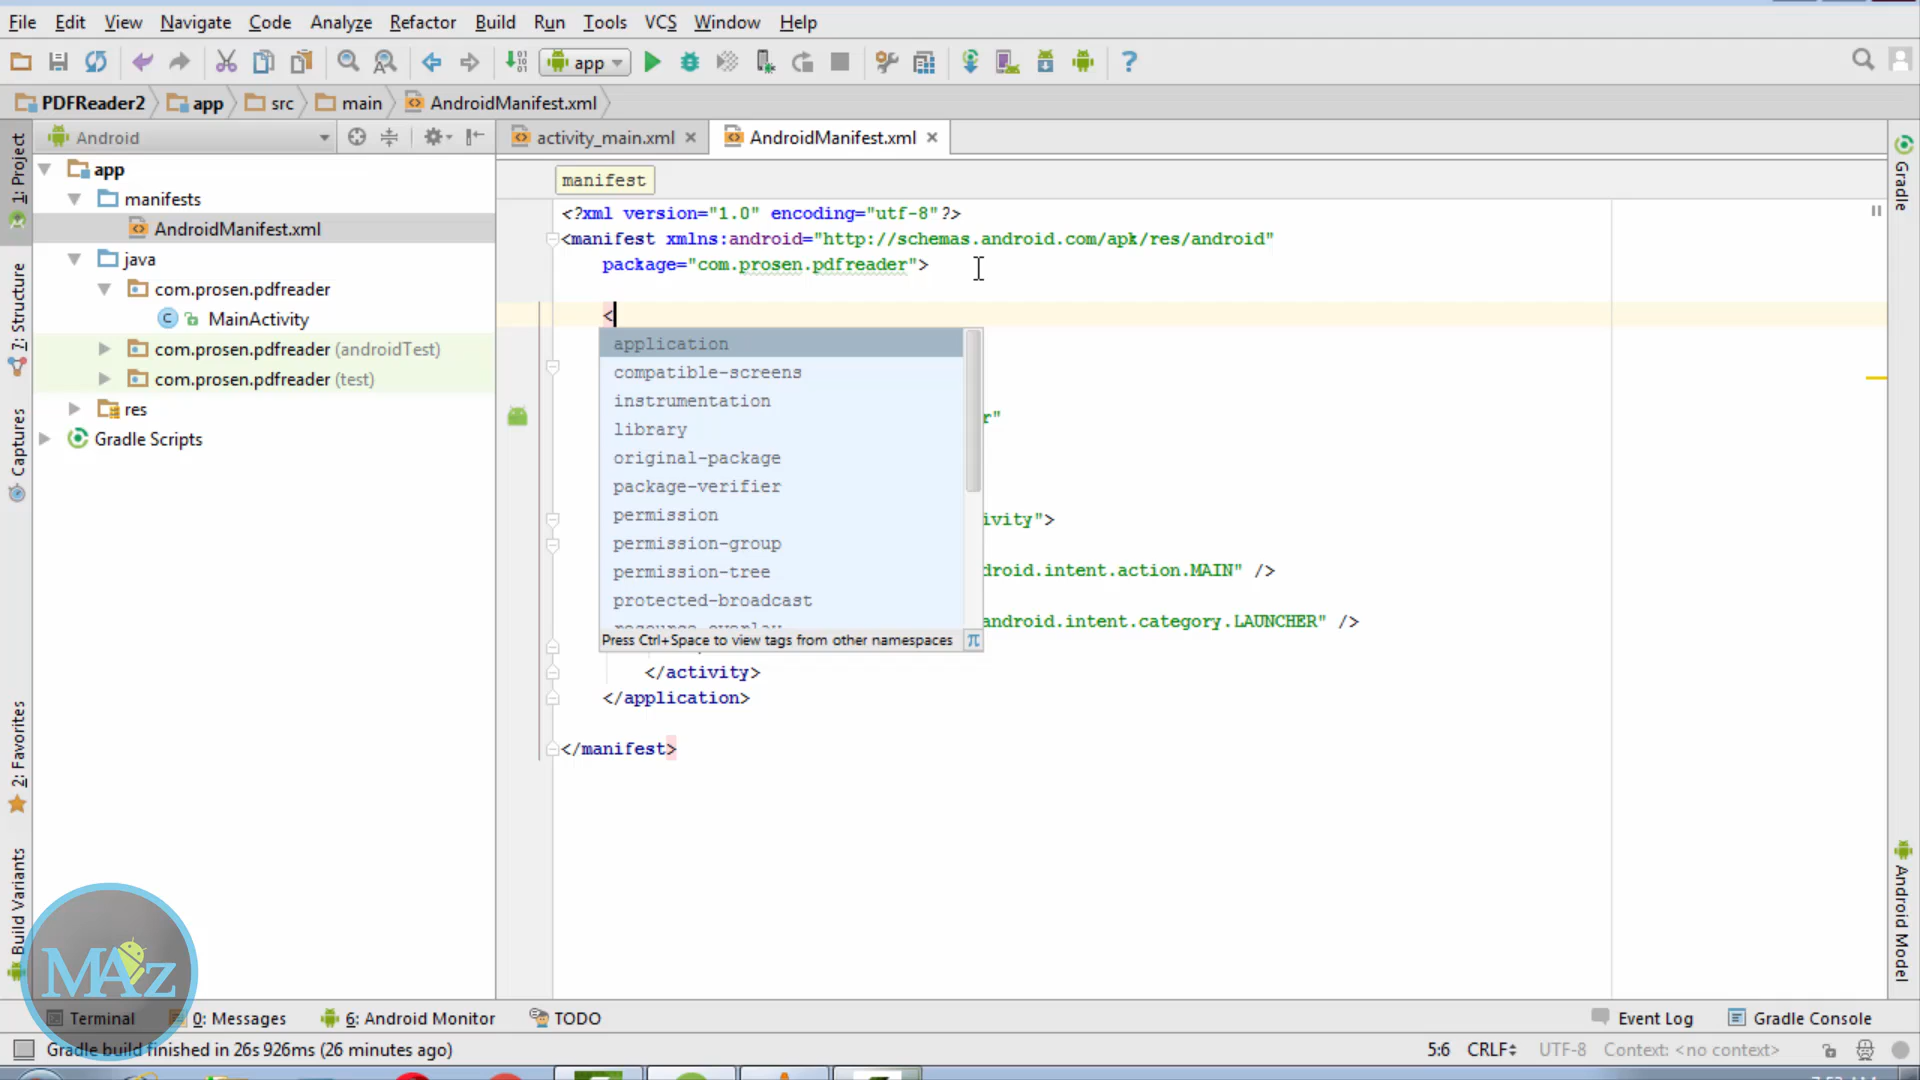 File Edit View Navigate Code Analyze Refactor Build Run Tools VCS Window Help
app
PDFReader2 app src main AndroidManifest.xml
Android
activity_main.xml AndroidManifest.xml
1: Project
7: Structure
Captures
2: Favorites
Build Variants
app
manifests
AndroidManifest.xml
java
com.prosen.pdfreader
MainActivity
com.prosen.pdfreader (androidTest)
com.prosen.pdfreader (test)
res
Gradle Scripts
manifest
<?xml version="1.0" encoding="utf-8"?>
<manifest xmlns:android="http://schemas.android.com/apk/res/android"
package="com.prosen.pdfreader">
<
application
compatible-screens
instrumentation
library
original-package
package-verifier
permission
permission-group
permission-tree
protected-broadcast
resource-overlay
Press Ctrl+Space to view tags from other namespaces π
r"
ivity">
droid.intent.action.MAIN" />
android.intent.category.LAUNCHER" />
</activity>
</application>
</manifest>
Gradle
Android Model
MAz
Terminal 0: Messages 6: Android Monitor TODO Event Log Gradle Console
Gradle build finished in 26s 926ms (26 minutes ago) 5:6 CRLF UTF-8 Context: <no context>